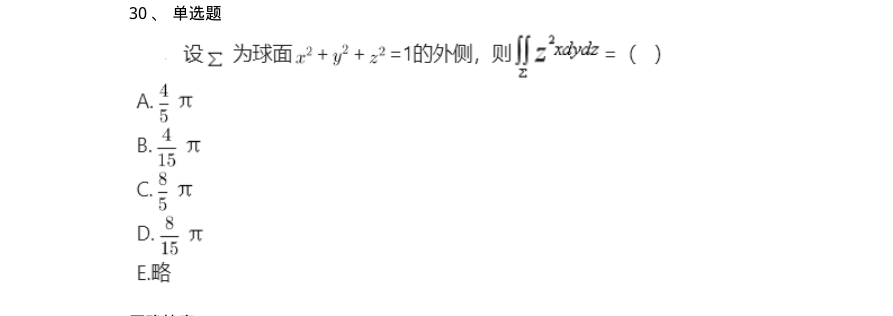 30 、 单选题
设∑ 为球面x² + y² + z² =1的外侧，则∬_Σ z²xdydz = （ ）
A. 4/5 π
B. 4/15 π
C. 8/5 π
D. 8/15 π
E.略